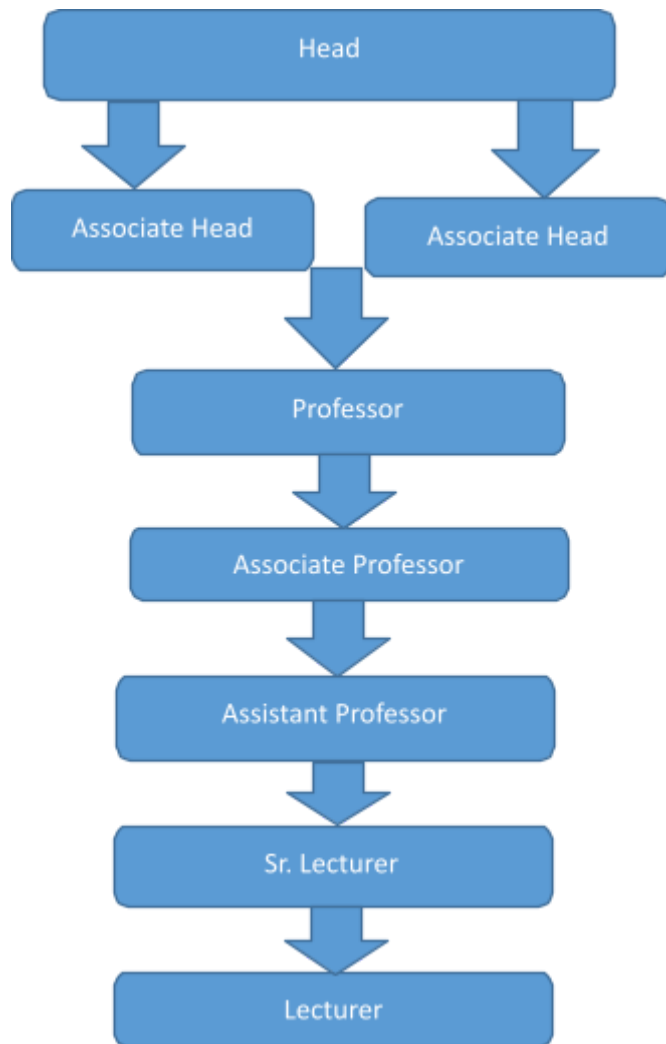 Head
Associate Head
Associate Head
Professor
Associate Professor
Assistant Professor
Sr. Lecturer
Lecturer